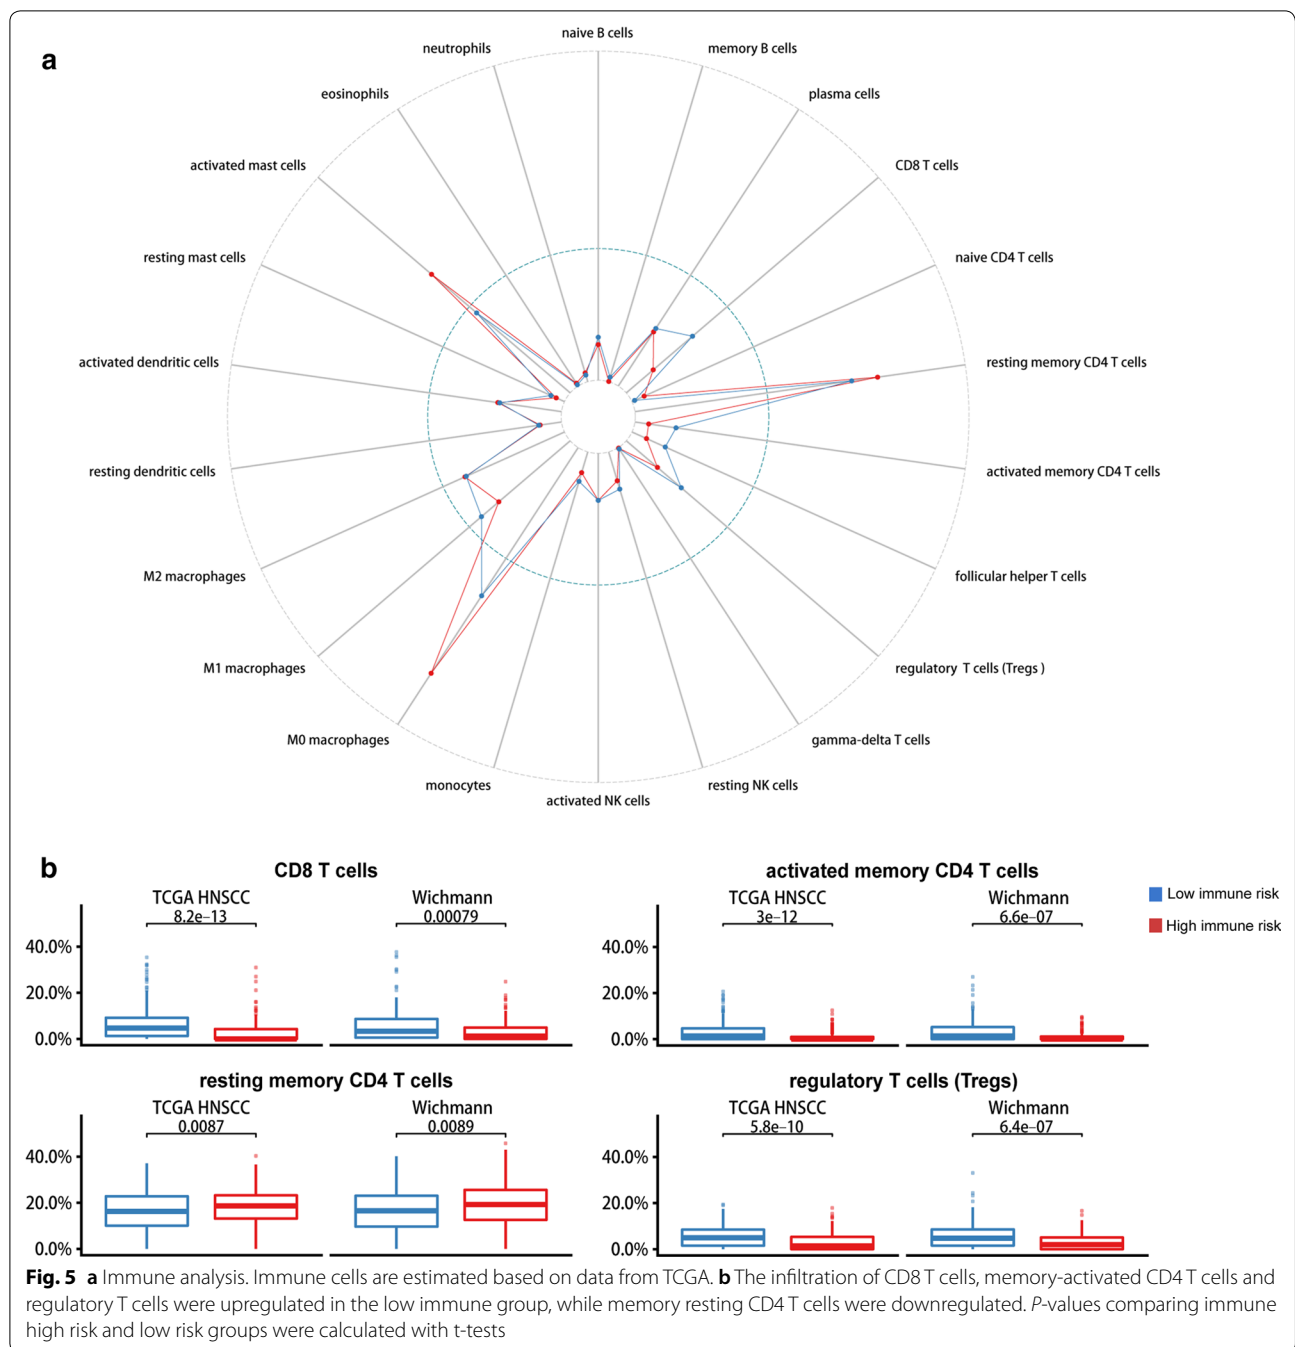 a
naive B cells
neutrophils
memory B cells
eosinophils
plasma cells
activated mast cells
CD8 T cells
resting mast cells
naive CD4 T cells
activated dendritic cells
resting memory CD4 T cells
resting dendritic cells
activated memory CD4 T cells
M2 macrophages
follicular helper T cells
M1 macrophages
regulatory T cells (Tregs )
M0 macrophages
gamma-delta T cells
monocytes
resting NK cells
activated NK cells
b
CD8 T cells
TCGA HNSCC
Wichmann
8.2e–13
0.00079
40.0%
20.0%
0.0%
activated memory CD4 T cells
TCGA HNSCC
Wichmann
3e–12
6.6e–07
40.0%
20.0%
0.0%
Low immune risk
High immune risk
resting memory CD4 T cells
TCGA HNSCC
Wichmann
0.0087
0.0089
40.0%
20.0%
0.0%
regulatory T cells (Tregs)
TCGA HNSCC
Wichmann
5.8e–10
6.4e–07
40.0%
20.0%
0.0%
Fig. 5 a Immune analysis. Immune cells are estimated based on data from TCGA. b The infiltration of CD8 T cells, memory-activated CD4 T cells and
regulatory T cells were upregulated in the low immune group, while memory resting CD4 T cells were downregulated. P-values comparing immune
high risk and low risk groups were calculated with t-tests